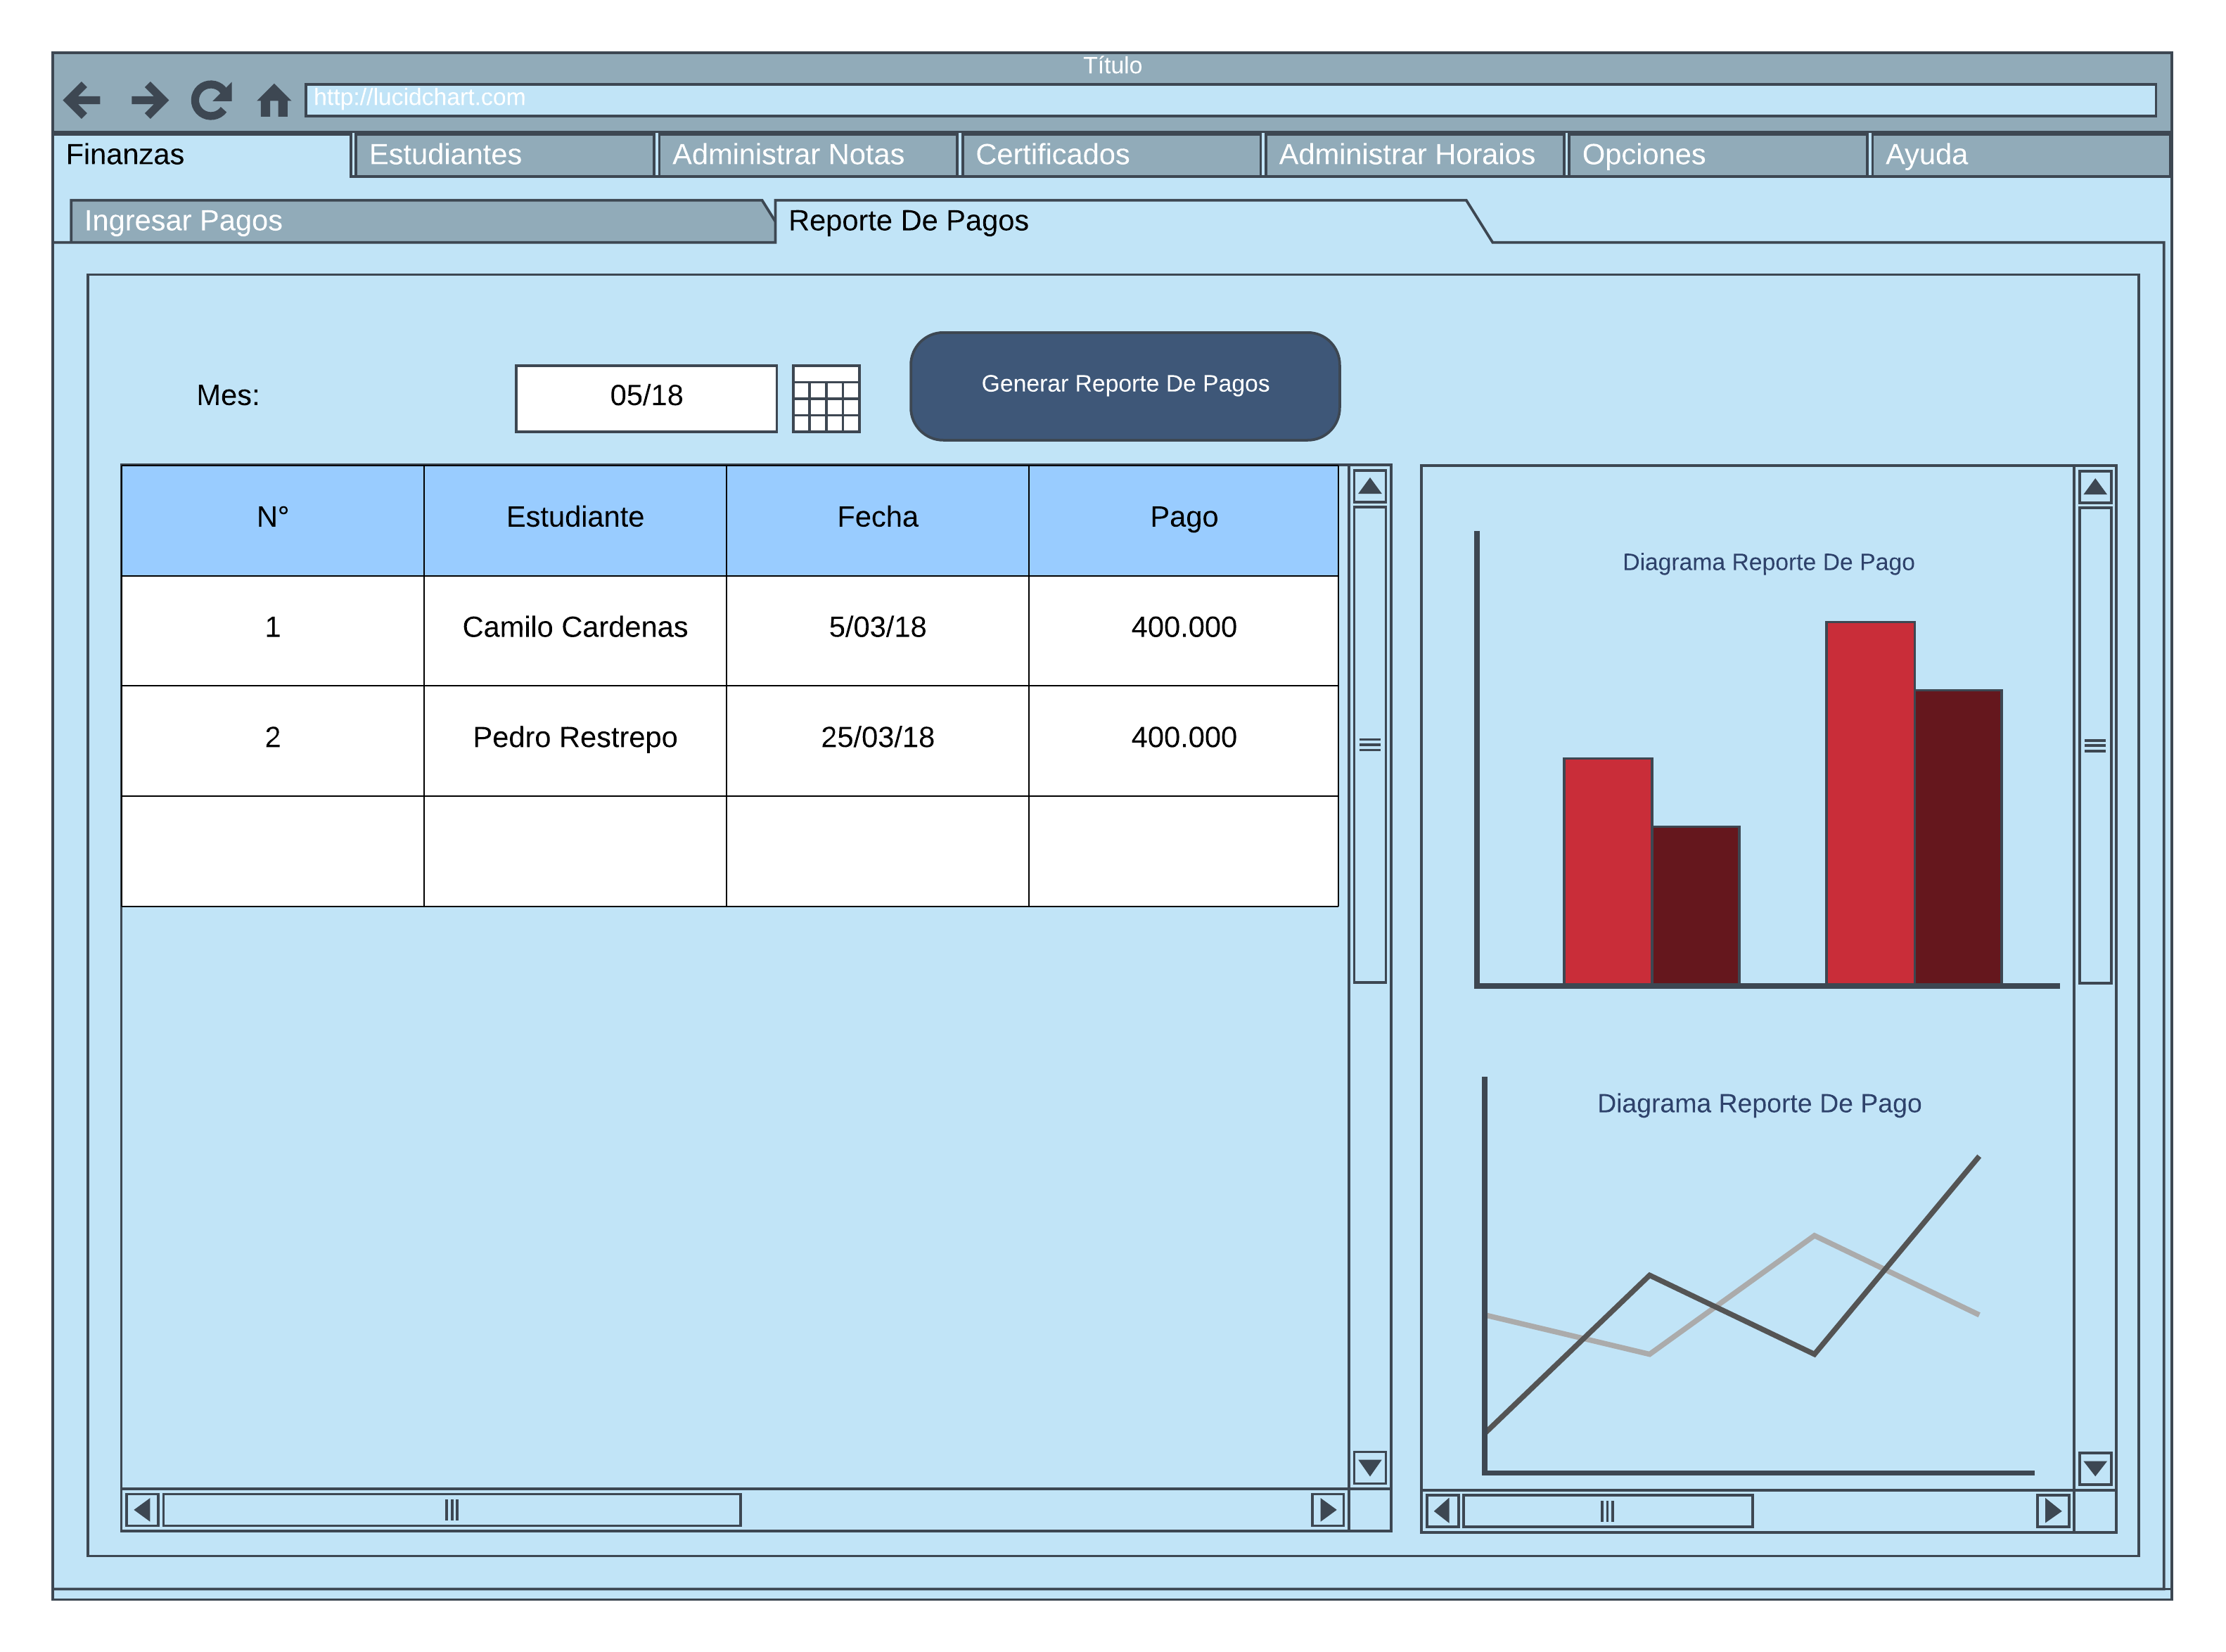 Título
http://lucidchart.com
Finanzas
Estudiantes
Administrar Notas
Certificados
Administrar Horaios
Opciones
Ayuda
Ingresar Pagos
Reporte De Pagos
Mes:
05/18
Generar Reporte De Pagos
N° Estudiante Fecha Pago
1 Camilo Cardenas 5/03/18 400.000
2 Pedro Restrepo 25/03/18 400.000
Diagrama Reporte De Pago
Diagrama Reporte De Pago